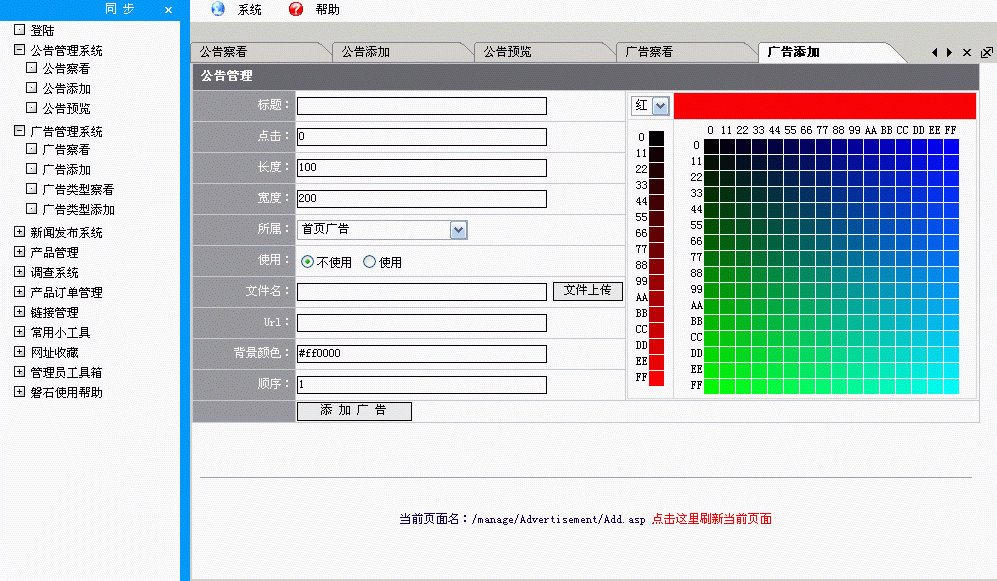 同 步 ×
系统 帮助
登陆
公告管理系统
公告察看
公告添加
公告预览
广告管理系统
广告察看
广告添加
广告类型察看
广告类型添加
新闻发布系统
产品管理
调查系统
产品订单管理
链接管理
常用小工具
网址收藏
管理员工具箱
磐石使用帮助
公告察看 公告添加 公告预览 广告察看 广告添加
公告管理
标题：
点击： 0
长度： 100
宽度： 200
所属： 首页广告
使用： 不使用 使用
文件名： 文件上传
Url：
背景颜色： #ff0000
顺序： 1
添 加 广 告
红
0
11
22
33
44
55
66
77
88
99
AA
BB
CC
DD
EE
FF
0 11 22 33 44 55 66 77 88 99 AA BB CC DD EE FF
0
11
22
33
44
55
66
77
88
99
AA
BB
CC
DD
EE
FF
当前页面名：/manage/Advertisement/Add.asp 点击这里刷新当前页面